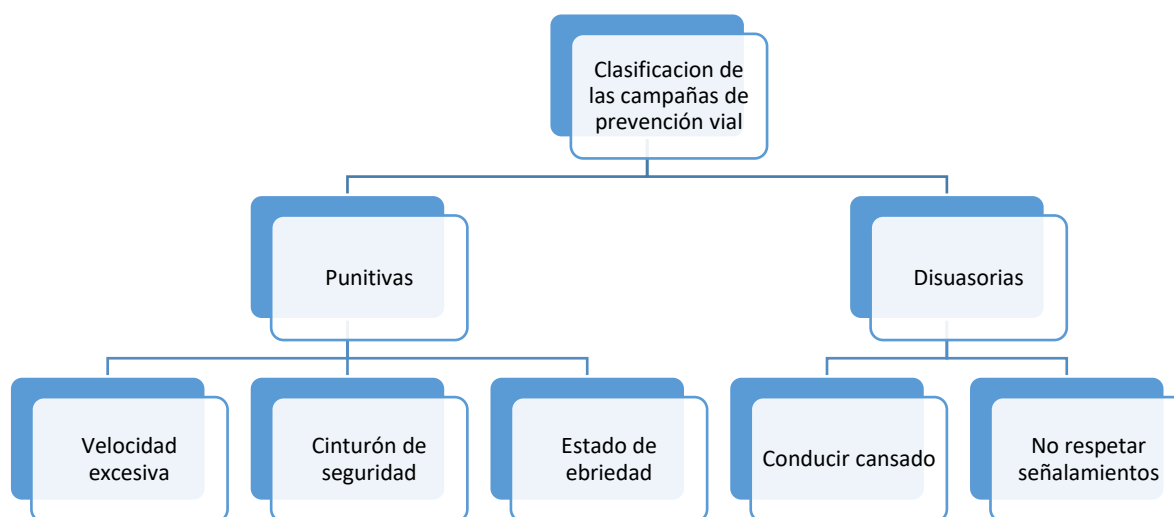 Clasificacion de
las campañas de
prevención vial
Punitivas
Disuasorias
Velocidad
excesiva
Cinturón de
seguridad
Estado de
ebriedad
Conducir cansado
No respetar
señalamientos